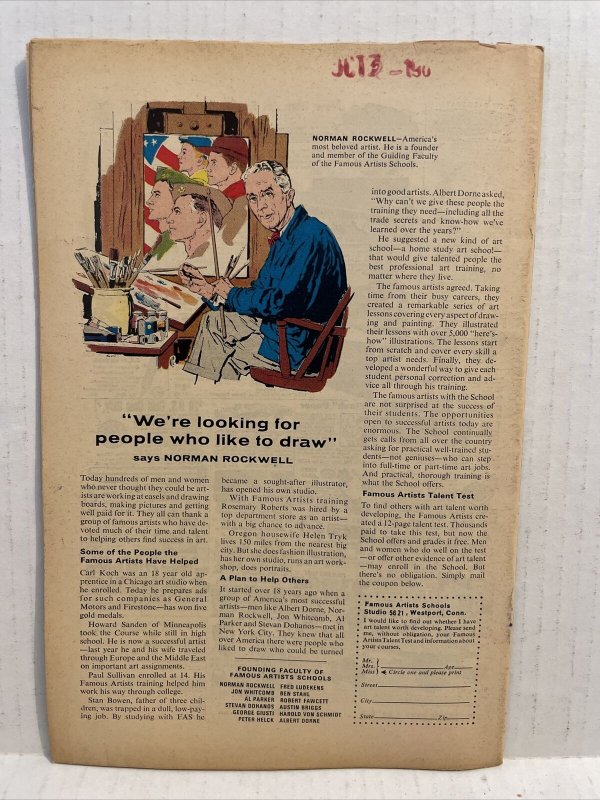 NORMAN ROCKWELL—America's
most beloved artist. He is a founder
and member of the Guiding Faculty
of the Famous Artists Schools.
"We're looking for
people who like to draw"
says NORMAN ROCKWELL
Today hundreds of men and women
who never thought they could be art-
ists are working at easels and drawing
boards, making pictures and getting
well paid for it. They all can thank a
group of famous artists who have de-
voted much of their time and talent
to helping others find success in art.
Some of the People the
Famous Artists Have Helped
Carl Koch was an 18 year old ap-
prentice in a Chicago art studio when
he enrolled. Today he prepares ads
for such companies as General
Motors and Firestone—has won five
gold medals.
Howard Sanden of Minneapolis
took the Course while still in high
school. He is now a successful artist
—last year he and his wife traveled
through Europe and the Middle East
on important art assignments.
Paul Sullivan enrolled at 14. His
Famous Artists training helped him
work his way through college.
Stan Bowen, father of three chil-
dren, was trapped in a dull, low-pay-
ing job. By studying with FAS he
became a sought-after illustrator,
has opened his own studio.
With Famous Artists training
Rosemary Roberts was hired by a
top department store as an artist—
with a big chance to advance.
Oregon housewife Helen Tryk
lives 150 miles from the nearest big
city. But she does fashion illustration,
has her own studio, runs an art work-
shop, does portraits.
A Plan to Help Others
It started over 18 years ago when a
group of America's most successful
artists—men like Albert Dorne, Nor-
man Rockwell, Jon Whitcomb, Al
Parker and Stevan Dohanos—met in
New York City. They knew that all
over America there were people who
liked to draw who could be turned
into good artists. Albert Dorne asked,
"Why can't we give these people the
training they need—including all the
trade secrets and know-how we've
learned over the years?"
He suggested a new kind of art
school—a home study art school—
that would give talented people the
best professional art training, no
matter where they live.
The famous artists agreed. Taking
time from their busy careers, they
created a remarkable series of art
lessons covering every aspect of draw-
ing and painting. They illustrated
their lessons with over 5,000 "here's-
how" illustrations. The lessons start
from scratch and cover every skill a
top artist needs. Finally, they de-
veloped a wonderful way to give each
student personal correction and ad-
vice all through his training.
The famous artists with the School
are not surprised at the success of
their students. The opportunities
open to successful artists today are
enormous. The School continually
gets calls from all over the country
asking for practical well-trained stu-
dents—not geniuses—who can step
into full-time or part-time art jobs.
And practical, thorough training is
what the School offers.
Famous Artists Talent Test
To find others with art talent worth
developing, the Famous Artists cre-
ated a 12-page talent test. Thousands
paid to take this test, but now the
School offers and grades it free. Men
and women who do well on the test
—or offer other evidence of art talent
—may enroll in the School. But
there's no obligation. Simply mail
the coupon below.
FOUNDING FACULTY OF
FAMOUS ARTISTS SCHOOLS
NORMAN ROCKWELL FRED LUDEKENS
JON WHITCOMB BEN STAHL
AL PARKER ROBERT FAWCETT
STEVAN DOHANOS AUSTIN BRIGGS
GEORGE GIUSTI HAROLD VON SCHMIDT
PETER HELCK ALBERT DORNE
Famous Artists Schools
Studio 5621, Westport, Conn.
I would like to find out whether I have
art talent worth developing. Please send
me, without obligation, your Famous
Artists Talent Test and information about
your courses.
Mr.
Mrs. Age
Miss Circle one and please print
Street
City
State Zip